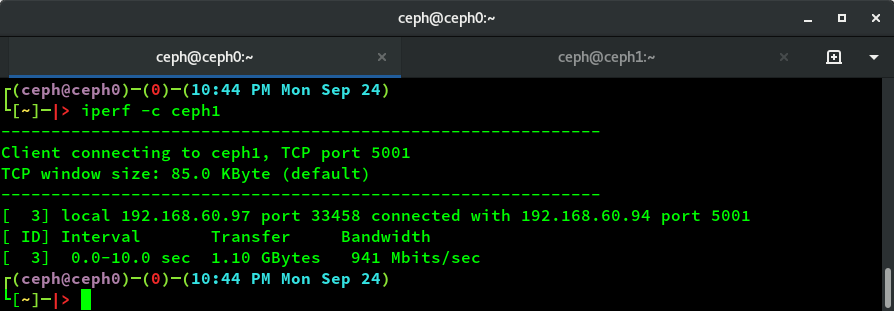 ceph@ceph0:~
ceph@ceph0:~ ceph@ceph1:~
┌(ceph@ceph0)─(0)─(10:44 PM Mon Sep 24)
└[~]─|> iperf -c ceph1
------------------------------------------------------------
Client connecting to ceph1, TCP port 5001
TCP window size: 85.0 KByte (default)
------------------------------------------------------------
[  3] local 192.168.60.97 port 33458 connected with 192.168.60.94 port 5001
[ ID] Interval       Transfer     Bandwidth
[  3]  0.0-10.0 sec  1.10 GBytes   941 Mbits/sec
┌(ceph@ceph0)─(0)─(10:44 PM Mon Sep 24)
└[~]─|>